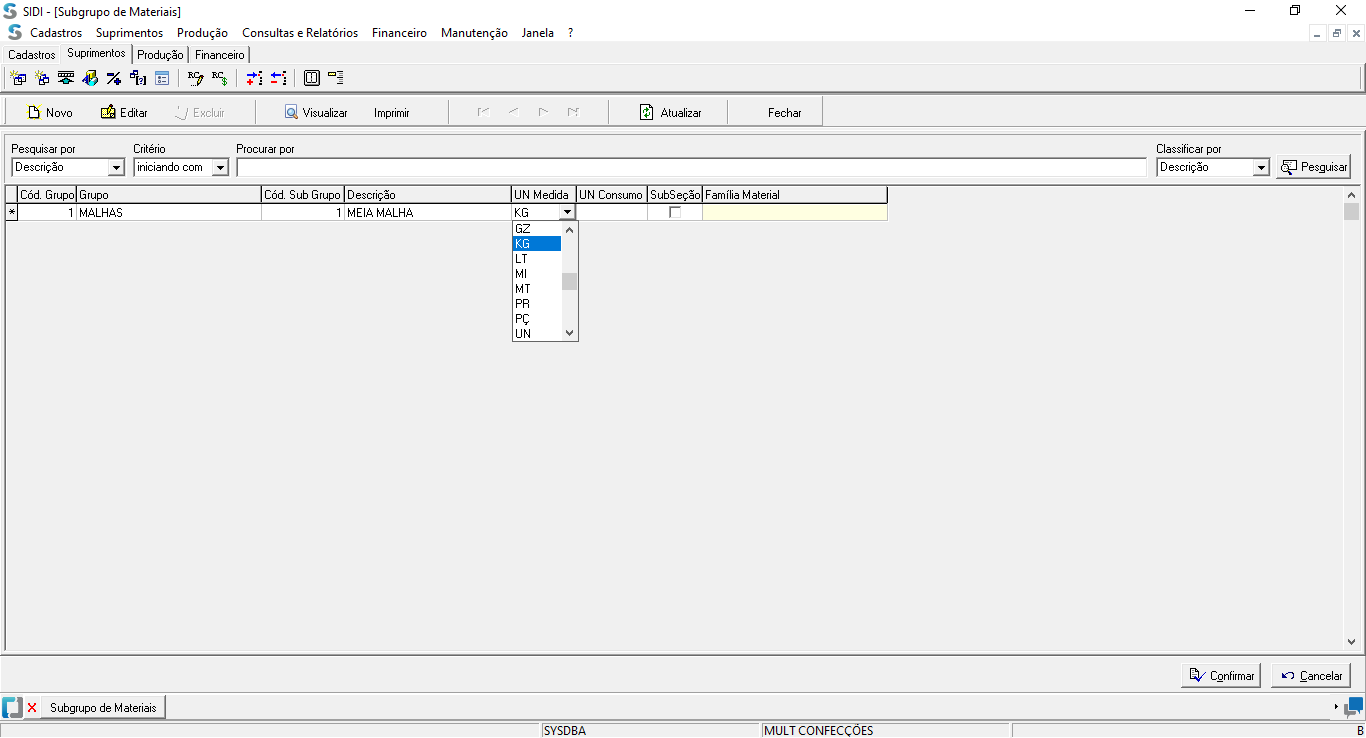 SIDI - [Subgrupo de Materiais]
Cadastros Suprimentos Produção Consultas e Relatórios Financeiro Manutenção Janela ?
Cadastros Suprimentos Produção Financeiro
Novo Editar Excluir Visualizar Imprimir Atualizar Fechar
Pesquisar por Critério Procurar por Classificar por
Descrição iniciando com Descrição Pesquisar
Cód. Grupo Grupo Cód. Sub Grupo Descrição UN Medida UN Consumo SubSeção Família Material
* 1 MALHAS 1 MEIA MALHA KG
GZ
KG
LT
MI
MT
PR
PÇ
UN
Confirmar Cancelar
Subgrupo de Materiais
SYSDBA MULT CONFECÇÕES B